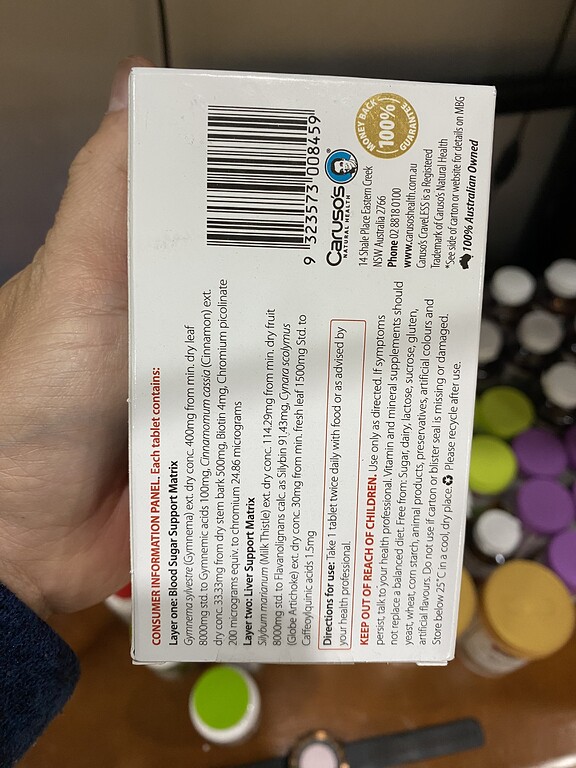 CONSUMER INFORMATION PANEL. Each tablet contains:
Layer one: Blood Sugar Support Matrix
Gymnema sylvestre (Gymnema) ext. dry conc. 400mg from min. dry leaf
8000mg std. to Gymnemic acids 100mg, Cinnamomum cassia (Cinnamon) ext.
dry conc. 33.33mg from dry stem bark 500mg, Biotin 4mg, Chromium picolinate
200 micrograms equiv. to chromium 24.86 micrograms
Layer two: Liver Support Matrix
Silybum marianum (Milk Thistle) ext. dry conc. 114.29mg from min. dry fruit
8000mg std. to Flavanolignans calc. as Silybin 91.43mg, Cynara scolymus
(Globe Artichoke) ext. dry conc. 30mg from min. fresh leaf 1500mg Std. to
Caffeoylquinic acids 1.5mg
Directions for use: Take 1 tablet twice daily with food or as advised by
your health professional.
KEEP OUT OF REACH OF CHILDREN. Use only as directed. If symptoms
persist, talk to your health professional. Vitamin and mineral supplements should
not replace a balanced diet. Free from: Sugar, dairy, lactose, sucrose, gluten,
yeast, wheat, corn starch, animal products, preservatives, artificial colours and
artificial flavours. Do not use if carton or blister seal is missing or damaged.
Store below 25°C in a cool, dry place. Please recycle after use.
9 323573 008459
Caruso's®
NATURAL HEALTH
MONEY BACK
100%
GUARANTEE
14 Shale Place Eastern Creek
NSW Australia 2766
Phone 02 8818 0100
www.carusoshealth.com.au
Caruso's CraveLESS is a Registered
Trademark of Caruso's Natural Health
*See side of carton or website for details on MBG
100% Australian Owned